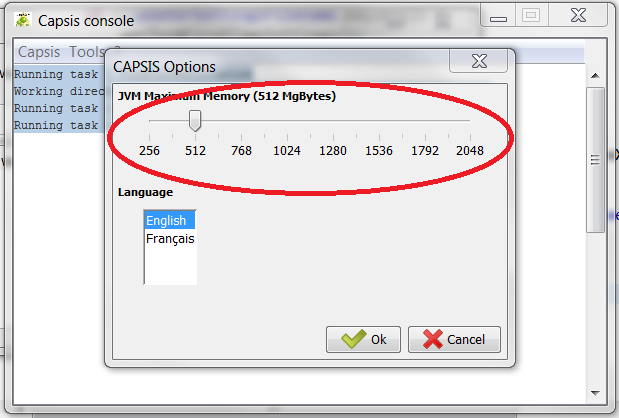 Capsis console
Capsis Tools ?
Running task
Working direc
Running task
Running task
CAPSIS Options
JVM Maximum Memory (512 MgBytes)
256 512 768 1024 1280 1536 1792 2048
Language
English
Français
Ok Cancel